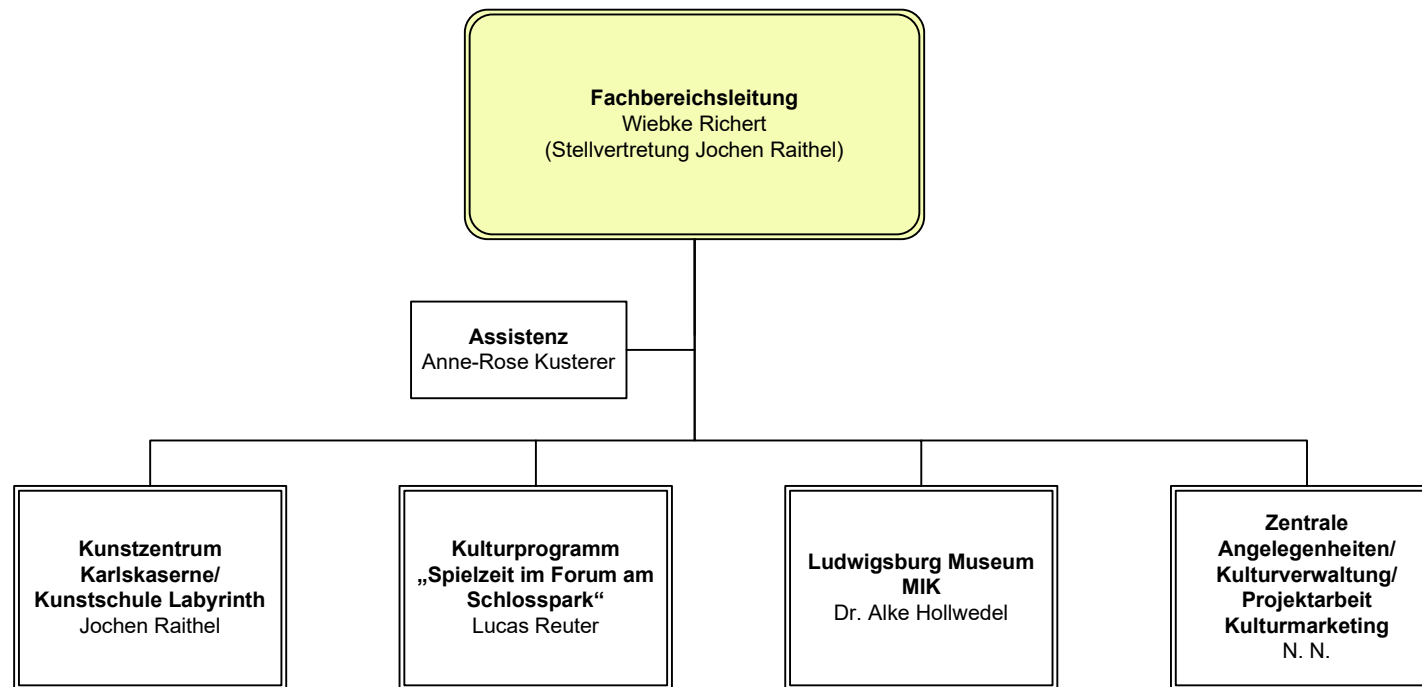 Fachbereichsleitung
Wiebke Richert
(Stellvertretung Jochen Raithel)
Assistenz
Anne-Rose Kusterer
Kunstzentrum
Karlskaserne/
Kunstschule Labyrinth
Jochen Raithel
Kulturprogramm
„Spielzeit im Forum am
Schlosspark“
Lucas Reuter
Ludwigsburg Museum
MIK
Dr. Alke Hollwedel
Zentrale
Angelegenheiten/
Kulturverwaltung/
Projektarbeit
Kulturmarketing
N. N.